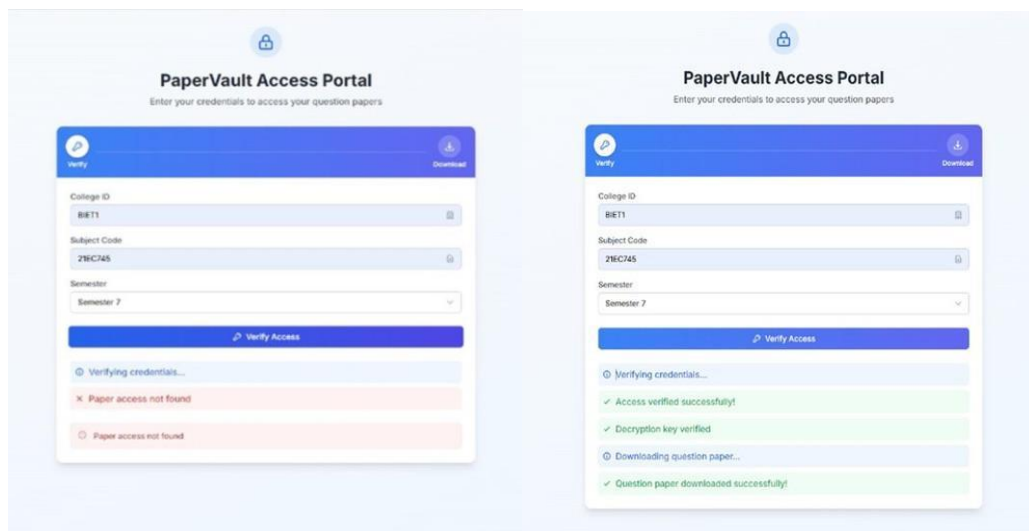 PaperVault Access Portal
Enter your credentials to access your question papers
Verify
Download
College ID
BIET1
Subject Code
21EC745
Semester
Semester 7
Verify Access
Verifying credentials...
Paper access not found
Paper access not found
PaperVault Access Portal
Enter your credentials to access your question papers
Verify
Download
College ID
BIET1
Subject Code
21EC745
Semester
Semester 7
Verify Access
Verifying credentials...
Access verified successfully!
Decryption key verified
Downloading question paper...
Question paper downloaded successfully!